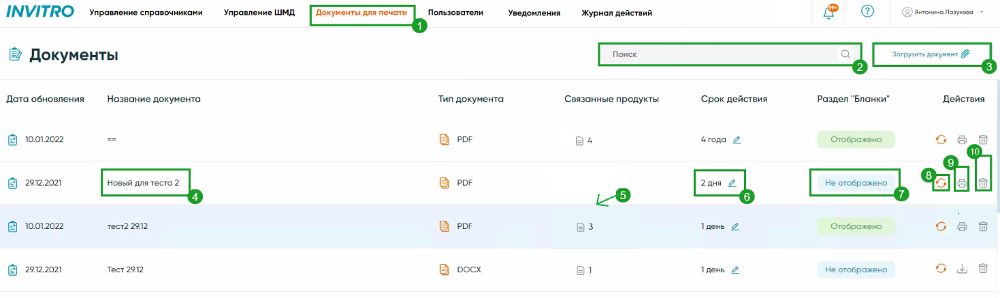 INVITRO Управление справочниками Управление ШМД Документы для печати Пользователи Уведомления Журнал действий 99+ ? Антонина Лазукова
1
Документы Поиск Загрузить документ
2 3
Дата обновления Название документа Тип документа Связанные продукты Срок действия Раздел "Бланки" Действия
10.01.2022 == PDF 4 4 года Отображено
8 9 10
29.12.2021 Новый для теста 2 PDF 2 дня Не отображено
4 5 6 7
10.01.2022 тест2 29.12 PDF 3 1 день Отображено
29.12.2021 Тест 29.12 DOCX 1 1 день Не отображено